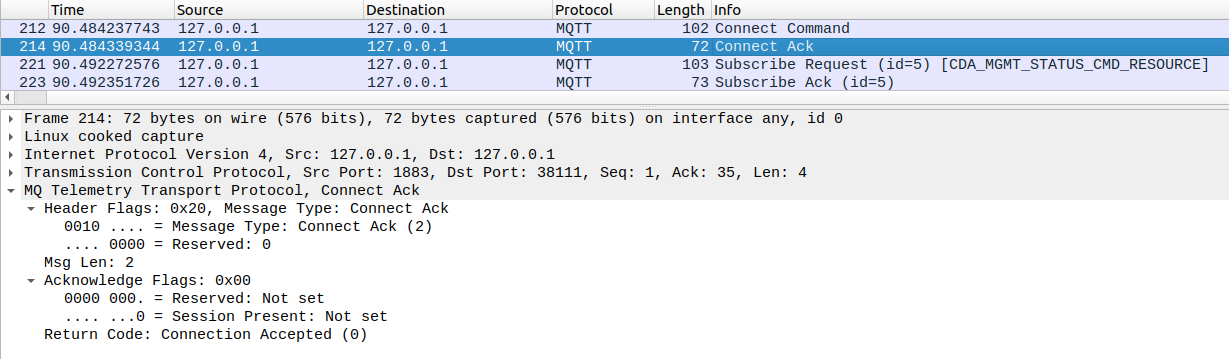 Time Source Destination Protocol Length Info
212 90.484237743 127.0.0.1 127.0.0.1 MQTT 102 Connect Command
214 90.484339344 127.0.0.1 127.0.0.1 MQTT 72 Connect Ack
221 90.492272576 127.0.0.1 127.0.0.1 MQTT 103 Subscribe Request (id=5) [CDA_MGMT_STATUS_CMD_RESOURCE]
223 90.492351726 127.0.0.1 127.0.0.1 MQTT 73 Subscribe Ack (id=5)
Frame 214: 72 bytes on wire (576 bits), 72 bytes captured (576 bits) on interface any, id 0
Linux cooked capture
Internet Protocol Version 4, Src: 127.0.0.1, Dst: 127.0.0.1
Transmission Control Protocol, Src Port: 1883, Dst Port: 38111, Seq: 1, Ack: 35, Len: 4
MQ Telemetry Transport Protocol, Connect Ack
Header Flags: 0x20, Message Type: Connect Ack
0010 .... = Message Type: Connect Ack (2)
.... 0000 = Reserved: 0
Msg Len: 2
Acknowledge Flags: 0x00
0000 000. = Reserved: Not set
.... ...0 = Session Present: Not set
Return Code: Connection Accepted (0)